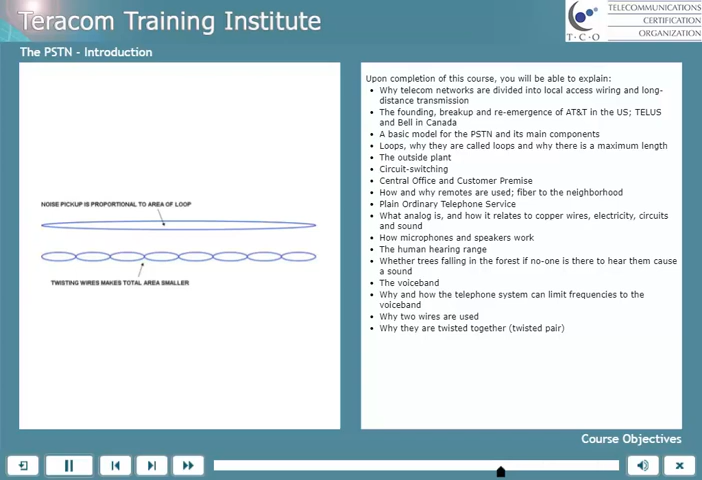 Teracom Training Institute
TELECOMMUNICATIONS
CERTIFICATION
ORGANIZATION
T·C·O
The PSTN - Introduction
NOISE PICKUP IS PROPORTIONAL TO AREA OF LOOP
TWISTING WIRES MAKES TOTAL AREA SMALLER
Upon completion of this course, you will be able to explain:
• Why telecom networks are divided into local access wiring and long-
distance transmission
• The founding, breakup and re-emergence of AT&T in the US; TELUS
and Bell in Canada
• A basic model for the PSTN and its main components
• Loops, why they are called loops and why there is a maximum length
• The outside plant
• Circuit-switching
• Central Office and Customer Premise
• How and why remotes are used; fiber to the neighborhood
• Plain Ordinary Telephone Service
• What analog is, and how it relates to copper wires, electricity, circuits
and sound
• How microphones and speakers work
• The human hearing range
• Whether trees falling in the forest if no-one is there to hear them cause
a sound
• The voiceband
• Why and how the telephone system can limit frequencies to the
voiceband
• Why two wires are used
• Why they are twisted together (twisted pair)
Course Objectives